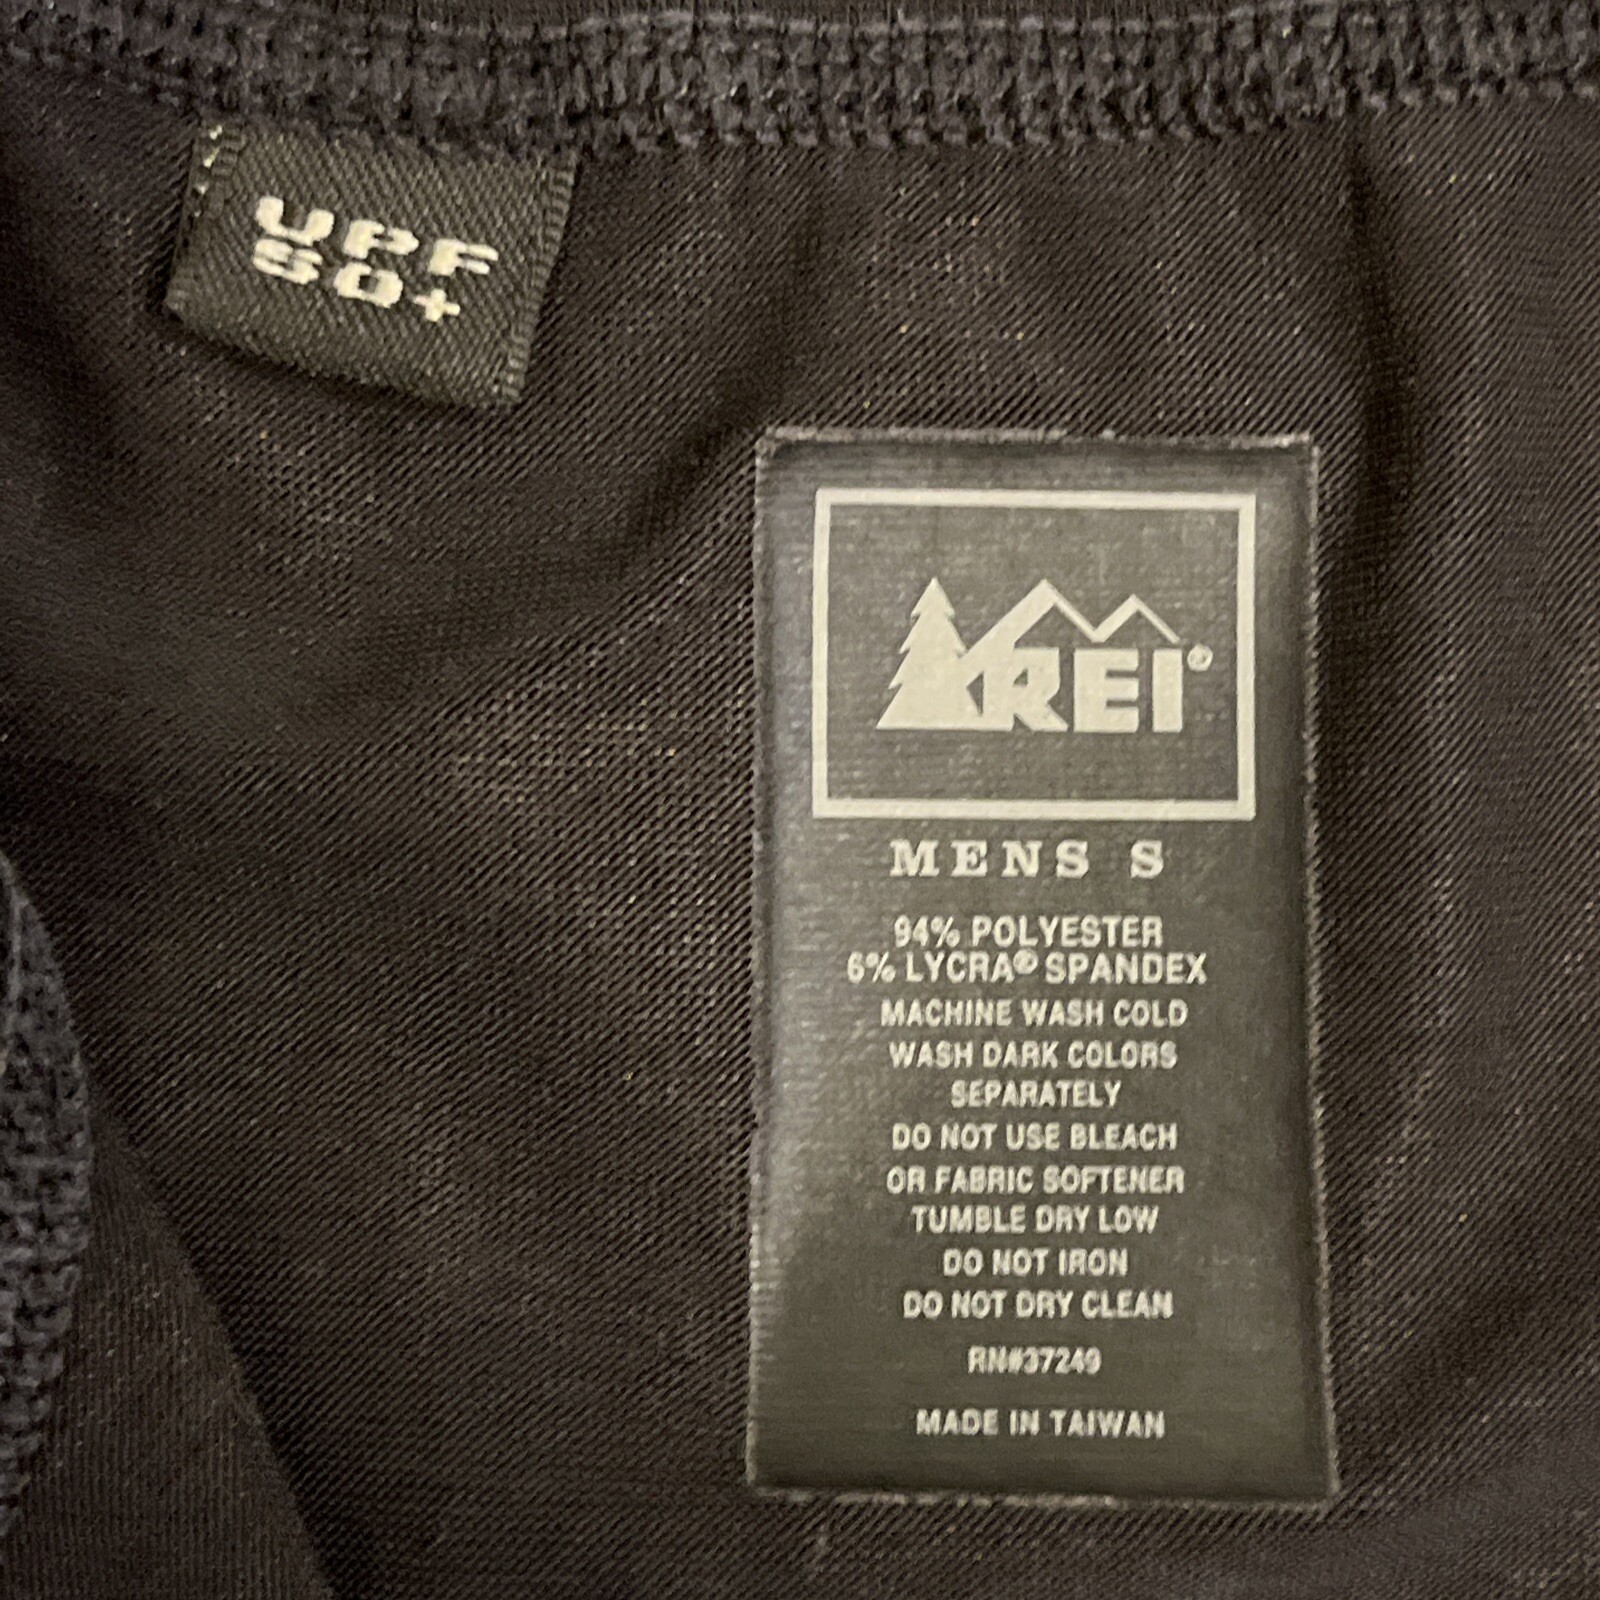 UPF
50+
REI®
MENS S
94% POLYESTER
6% LYCRA® SPANDEX
MACHINE WASH COLD
WASH DARK COLORS
SEPARATELY
DO NOT USE BLEACH
OR FABRIC SOFTENER
TUMBLE DRY LOW
DO NOT IRON
DO NOT DRY CLEAN
RN#37249
MADE IN TAIWAN